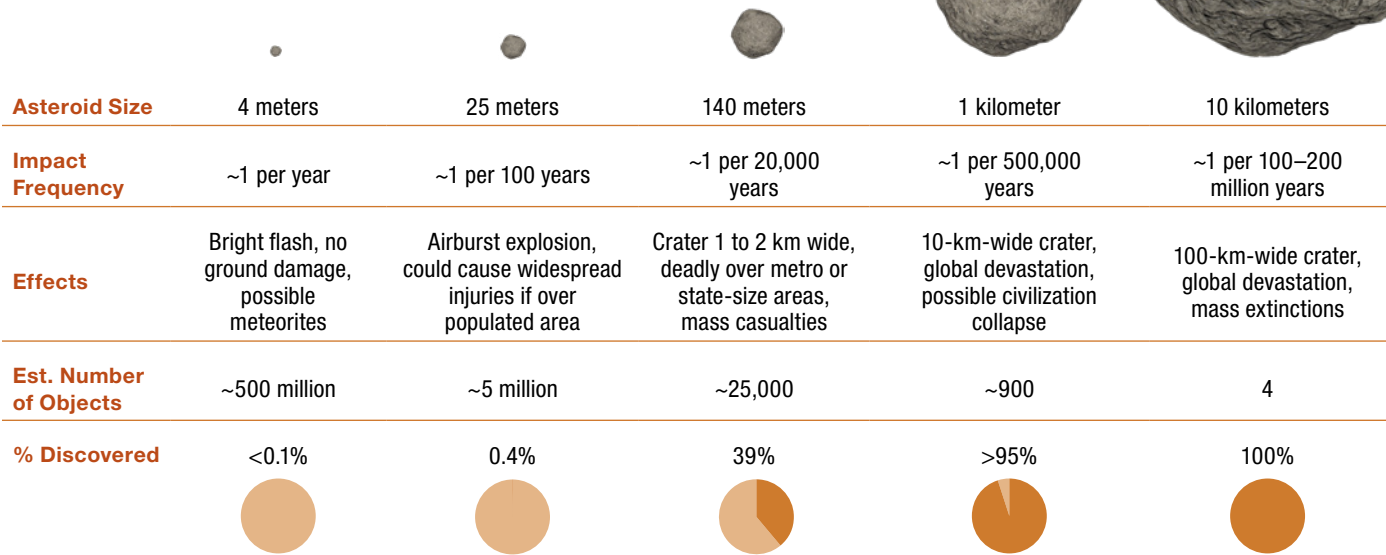 Asteroid Size 4 meters 25 meters 140 meters 1 kilometer 10 kilometers
Impact
Frequency
~1 per year
~1 per 100 years
~1 per 20,000
years
~1 per 500,000
years
~1 per 100–200
million years
Effects
Bright flash, no
ground damage,
possible
meteorites
Airburst explosion,
could cause widespread
injuries if over
populated area
Crater 1 to 2 km wide,
deadly over metro or
state-size areas,
mass casualties
10-km-wide crater,
global devastation,
possible civilization
collapse
100-km-wide crater,
global devastation,
mass extinctions
Est. Number
of Objects
~500 million
~5 million
~25,000
~900
4
% Discovered <0.1% 0.4% 39% >95% 100%